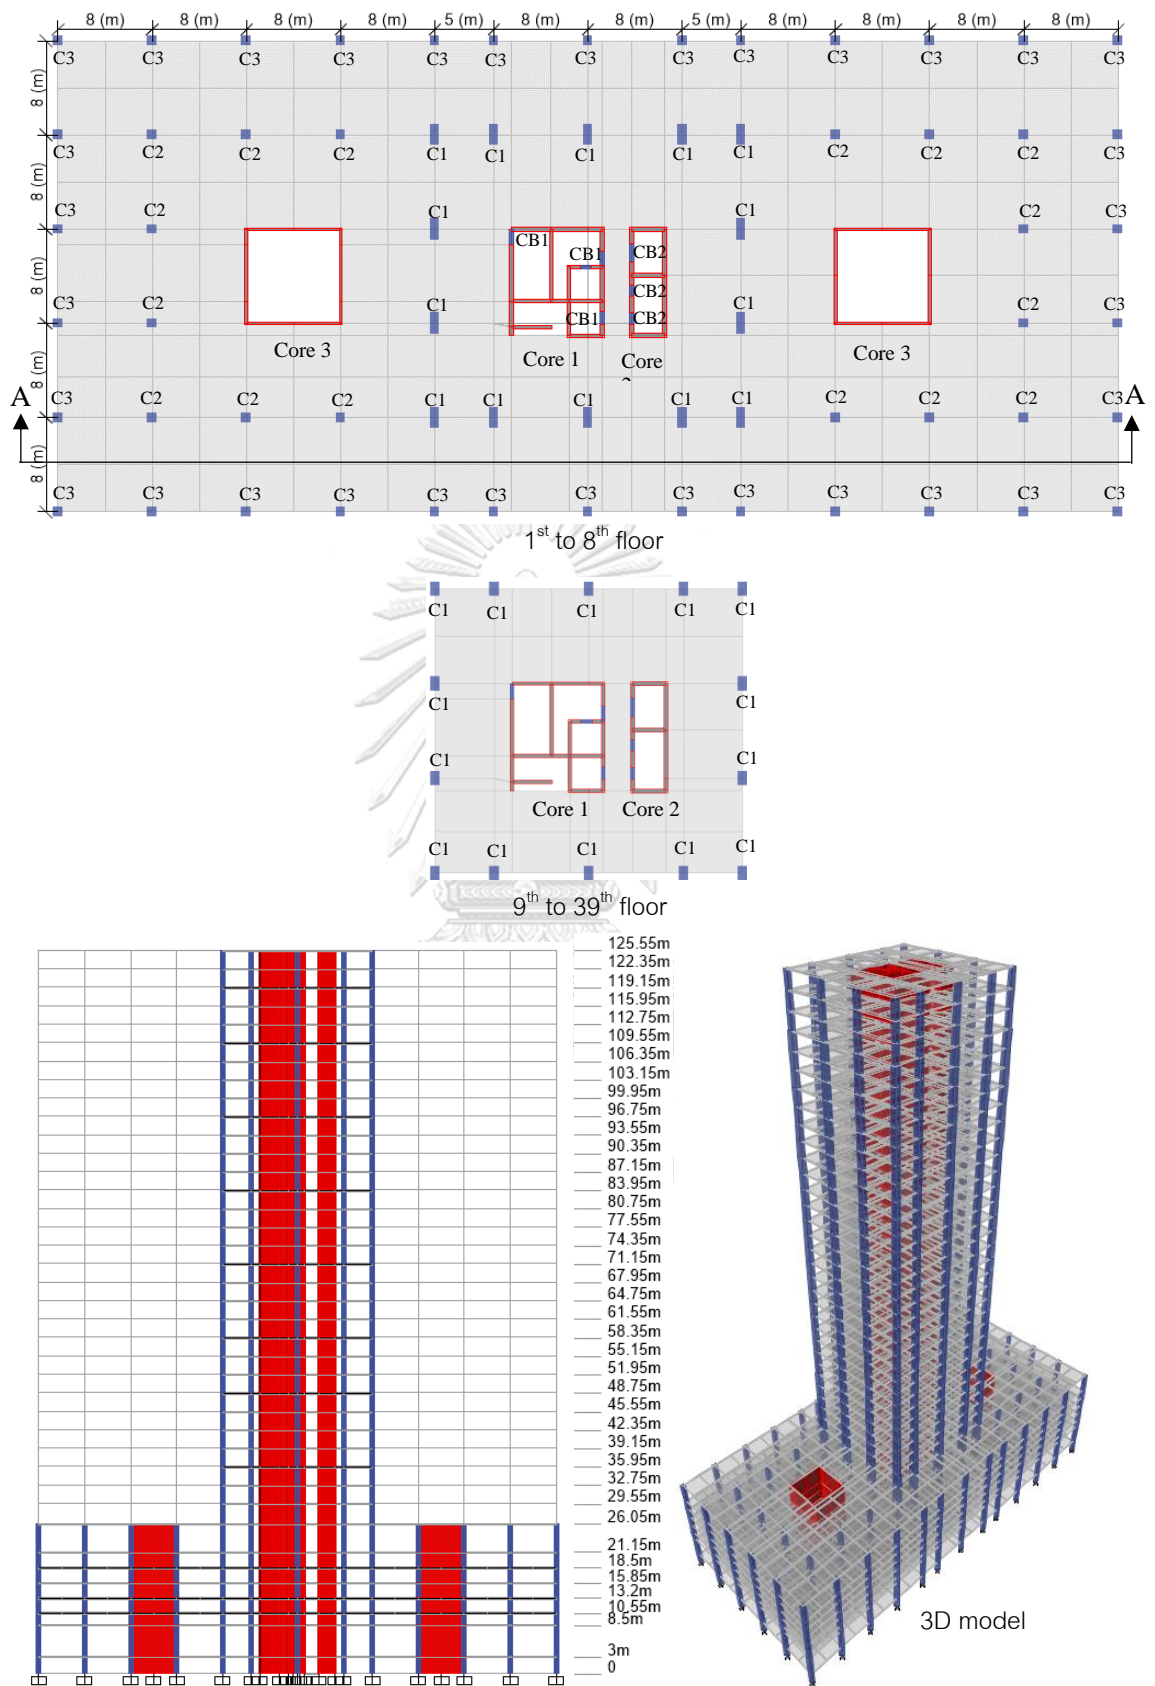 8 (m) 8 (m) 8 (m) 8 (m) 5 (m) 8 (m) 8 (m) 5 (m) 8 (m) 8 (m) 8 (m) 8 (m)
C3 C3 C3 C3 C3 C3 C3 C3 C3 C3 C3 C3 C3
8 (m)
C3 C2 C2 C2 C1 C1 C1 C1 C1 C2 C2 C2 C3
8 (m)
C3 C2 C1 C1 C2 C3
CB1 CB1 CB2
8 (m)
CB2
C3 C2 C1 CB1 CB2 C1 C2 C3
Core 3 Core 1 Core Core 3
8 (m)
A C3 C2 C2 C2 C1 C1 C1 C1 C1 C2 C2 C2 C3 A
8 (m)
C3 C3 C3 C3 C3 C3 C3 C3 C3 C3 C3 C3 C3
1st to 8th floor
C1 C1 C1 C1 C1
C1 C1
C1 C1
Core 1 Core 2
C1 C1 C1 C1 C1
9th to 39th floor
125.55m
122.35m
119.15m
115.95m
112.75m
109.55m
106.35m
103.15m
99.95m
96.75m
93.55m
90.35m
87.15m
83.95m
80.75m
77.55m
74.35m
71.15m
67.95m
64.75m
61.55m
58.35m
55.15m
51.95m
48.75m
45.55m
42.35m
39.15m
35.95m
32.75m
29.55m
26.05m
21.15m
18.5m
15.85m
13.2m
10.55m
8.5m
3m
0
3D model